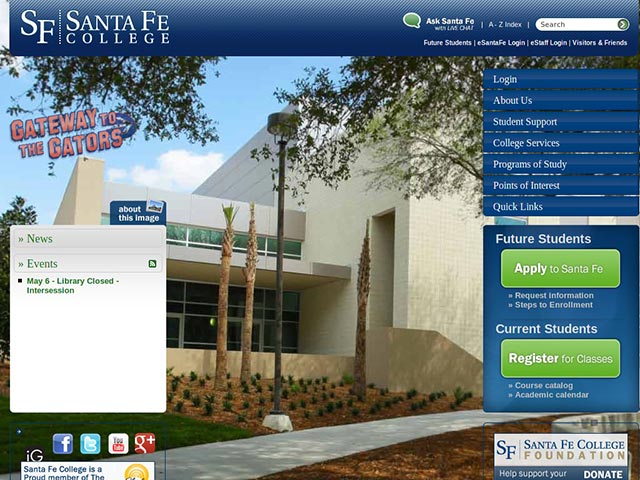 SF SANTA FE
COLLEGE
Ask Santa Fe
with LIVE CHAT
| A - Z Index |
Search
Future Students | eSantaFe Login | eStaff Login | Visitors & Friends
GATEWAY TO
THE GATORS
Login
About Us
Student Support
College Services
Programs of Study
Points of Interest
Quick Links
about
this image
» News
» Events
May 6 - Library Closed -
Intersession
Future Students
Apply to Santa Fe
» Request information
» Steps to Enrollment
Current Students
Register for Classes
» Course catalog
» Academic calendar
iG
f
t
You
Tube
g+
Santa Fe College is a
Proud member of The
SF SANTA FE COLLEGE
FOUNDATION
Help support your
DONATE